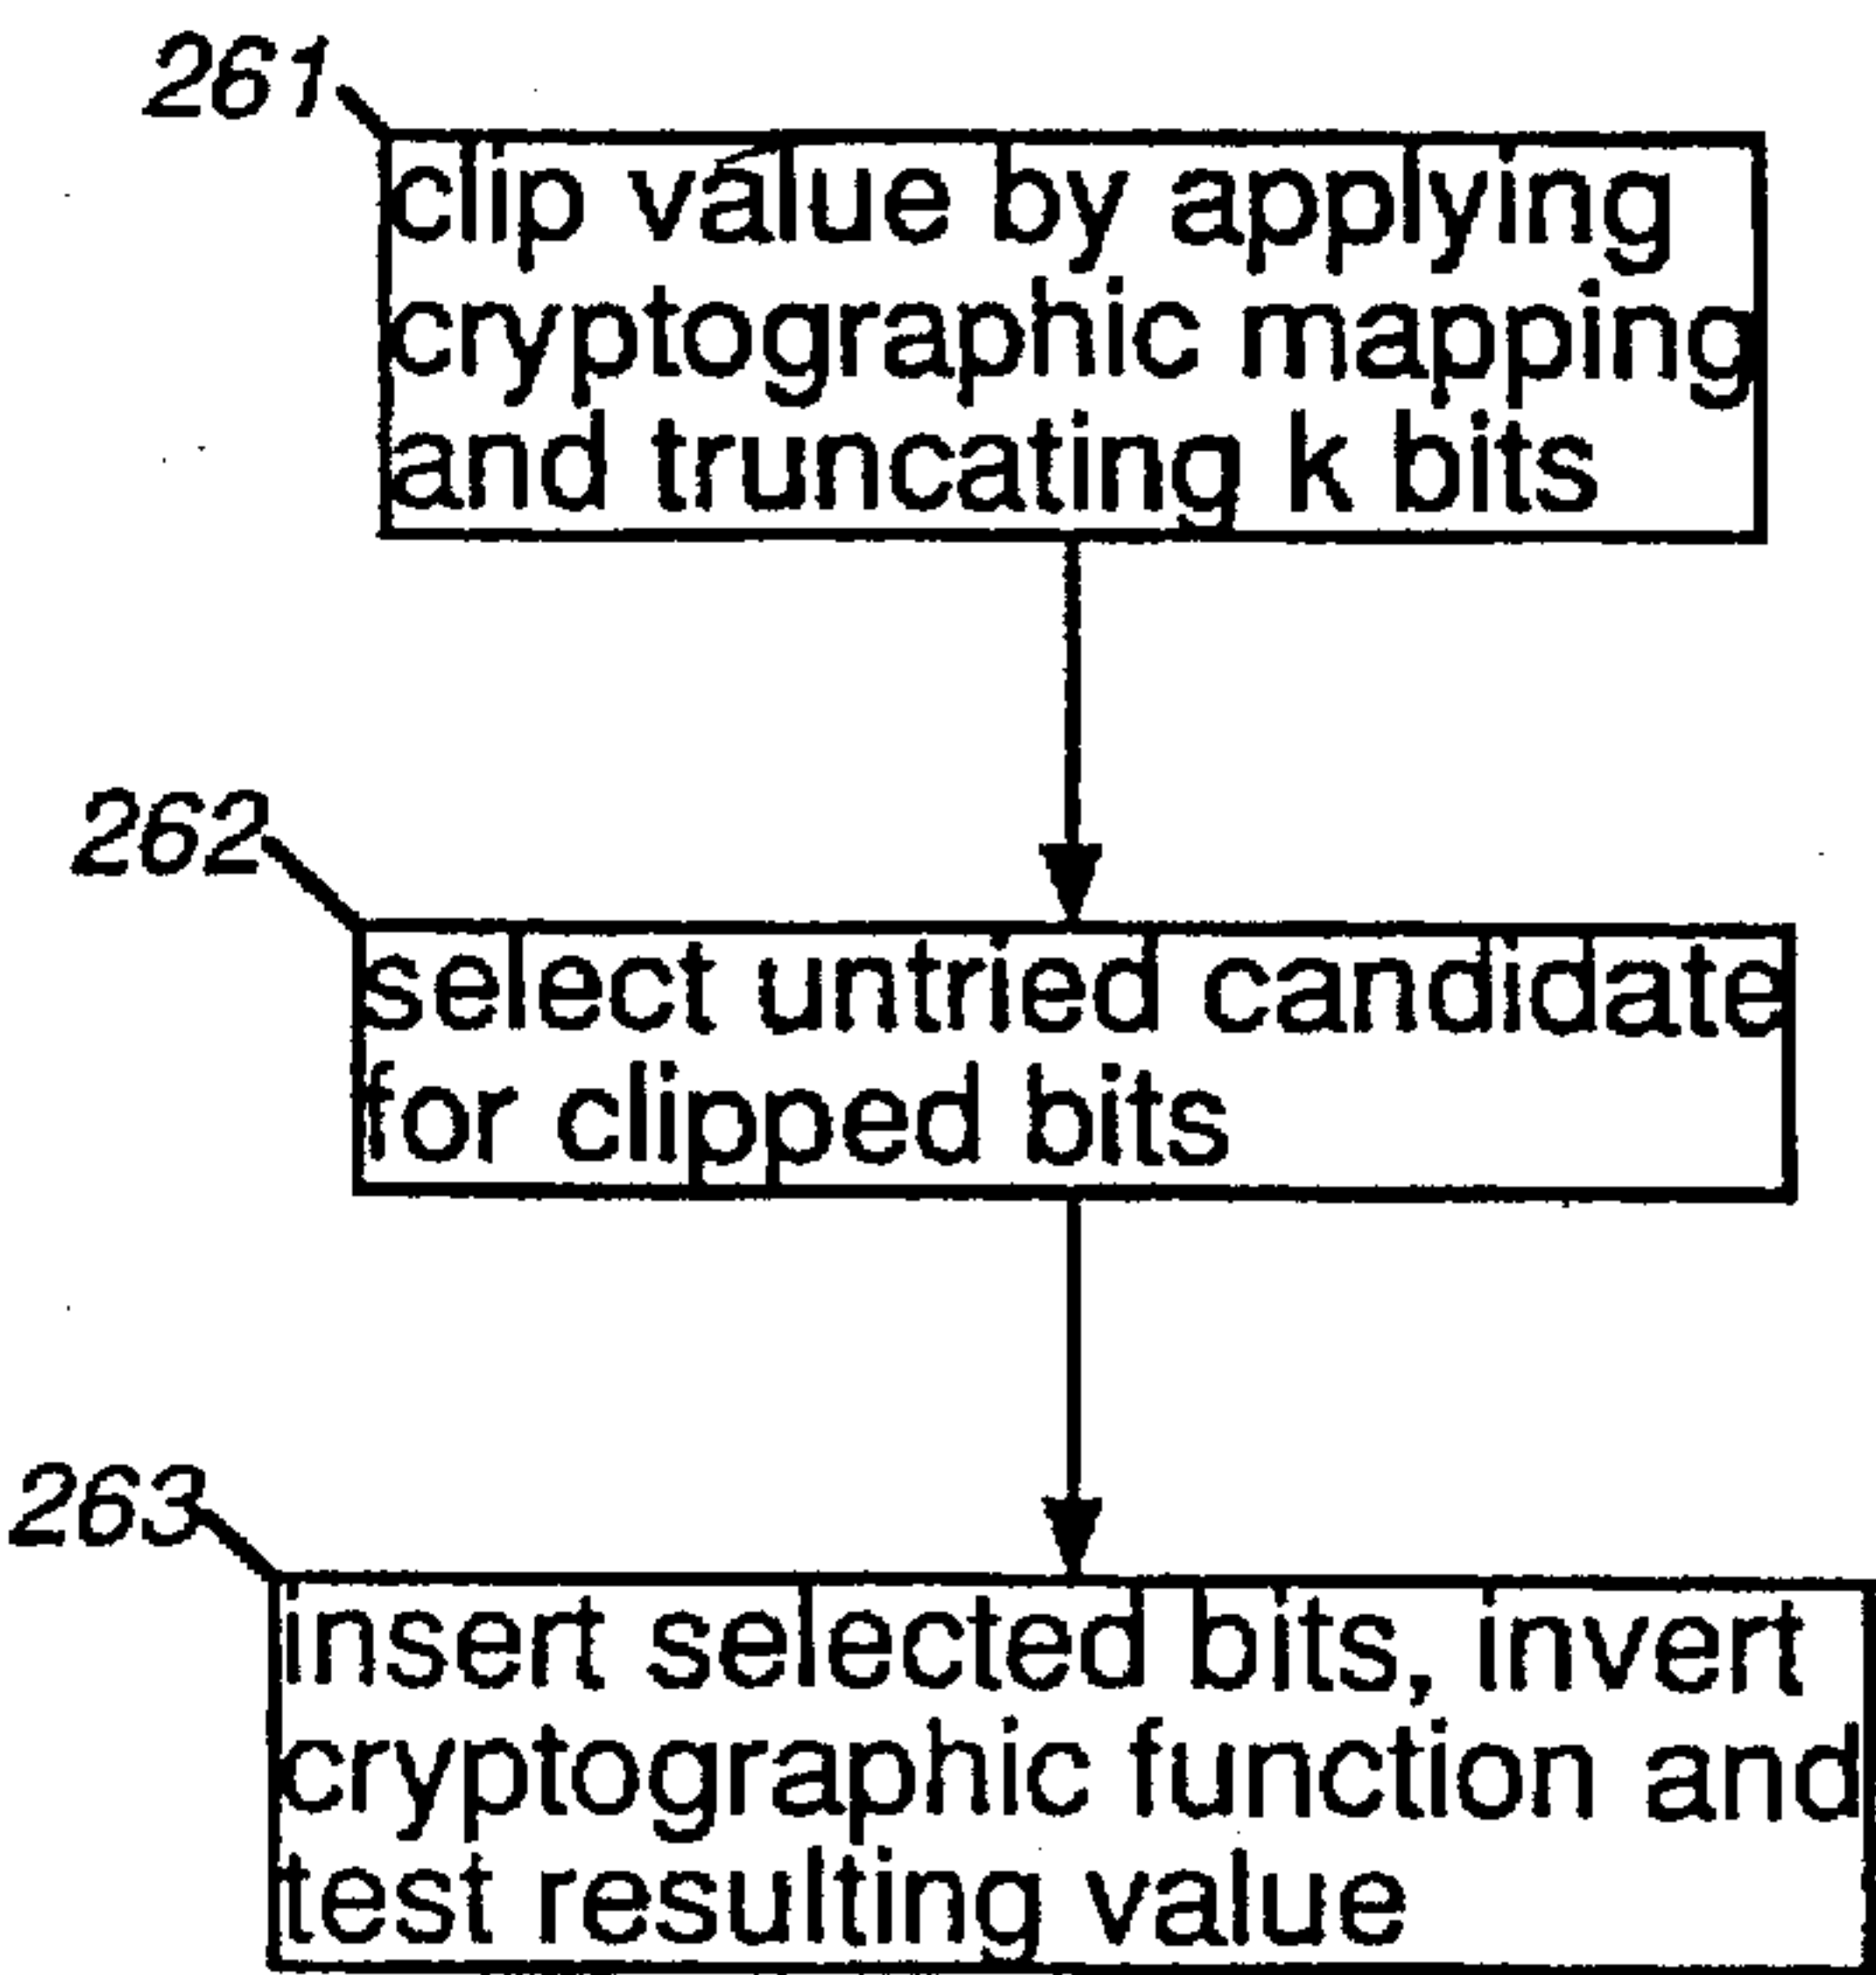 261
clip value by applying
cryptographic mapping
and truncating k bits
262
select untried candidate
for clipped bits
263
insert selected bits, invert
cryptographic function and
test resulting value